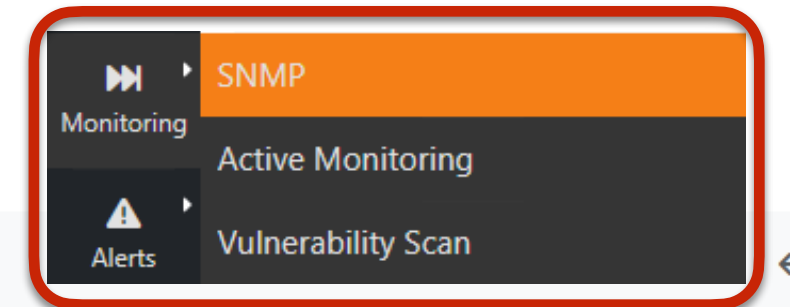 SNMP
Monitoring
Active Monitoring
Alerts
Vulnerability Scan